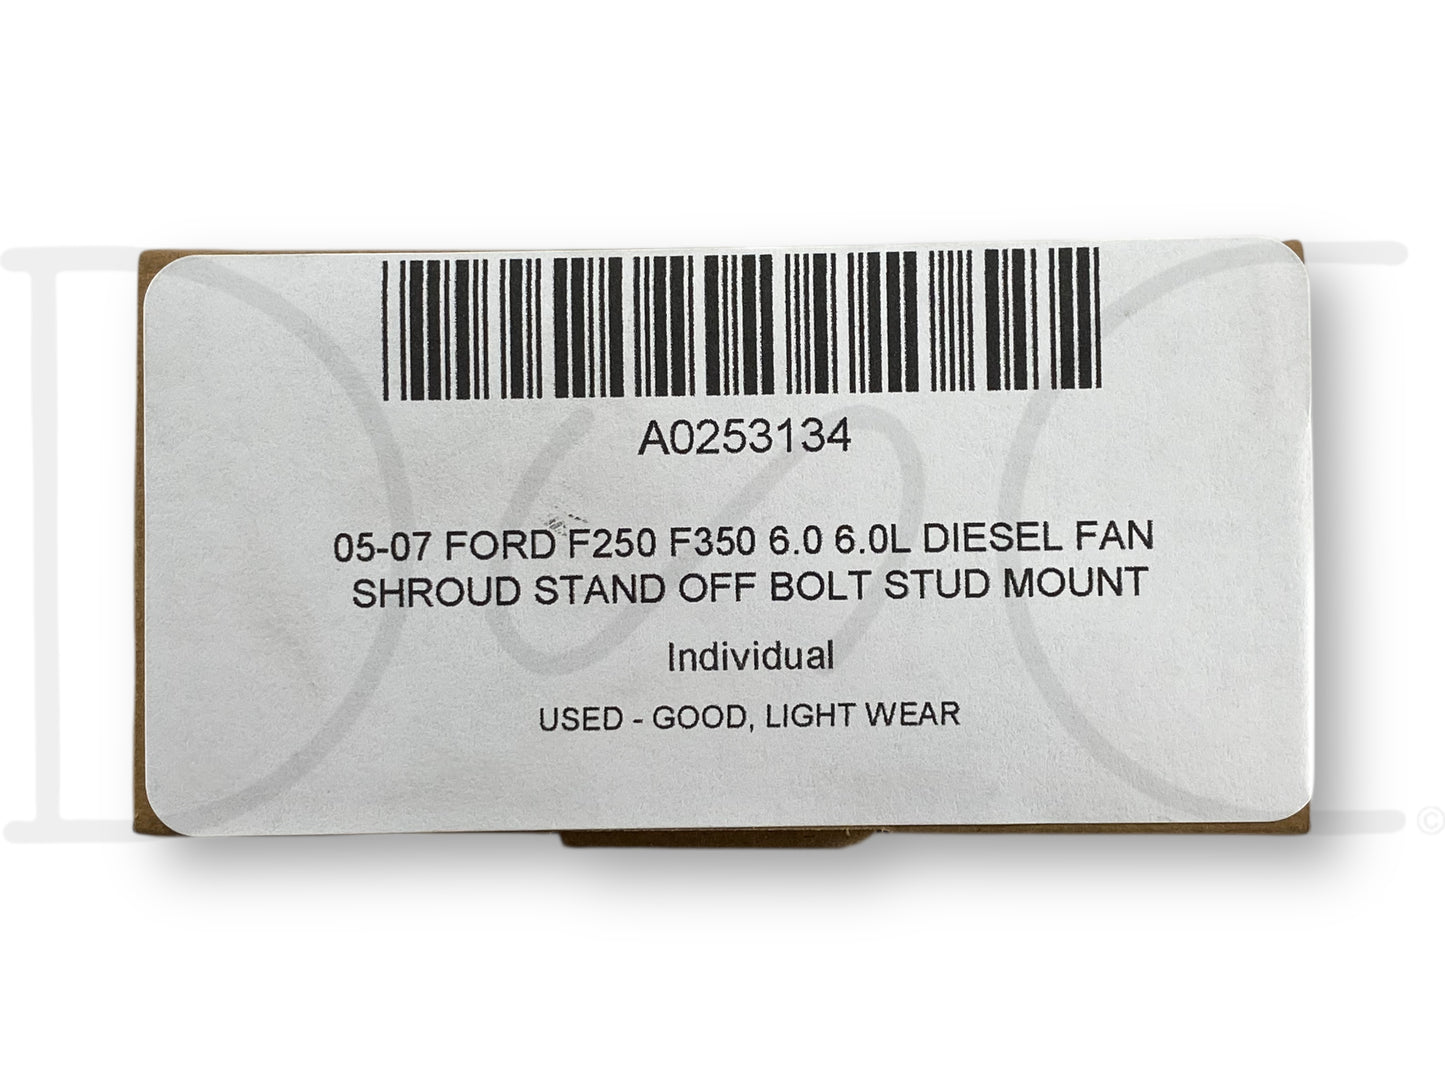 A0253134
05-07 FORD F250 F350 6.0 6.0L DIESEL FAN
SHROUD STAND OFF BOLT STUD MOUNT
Individual
USED - GOOD, LIGHT WEAR
©